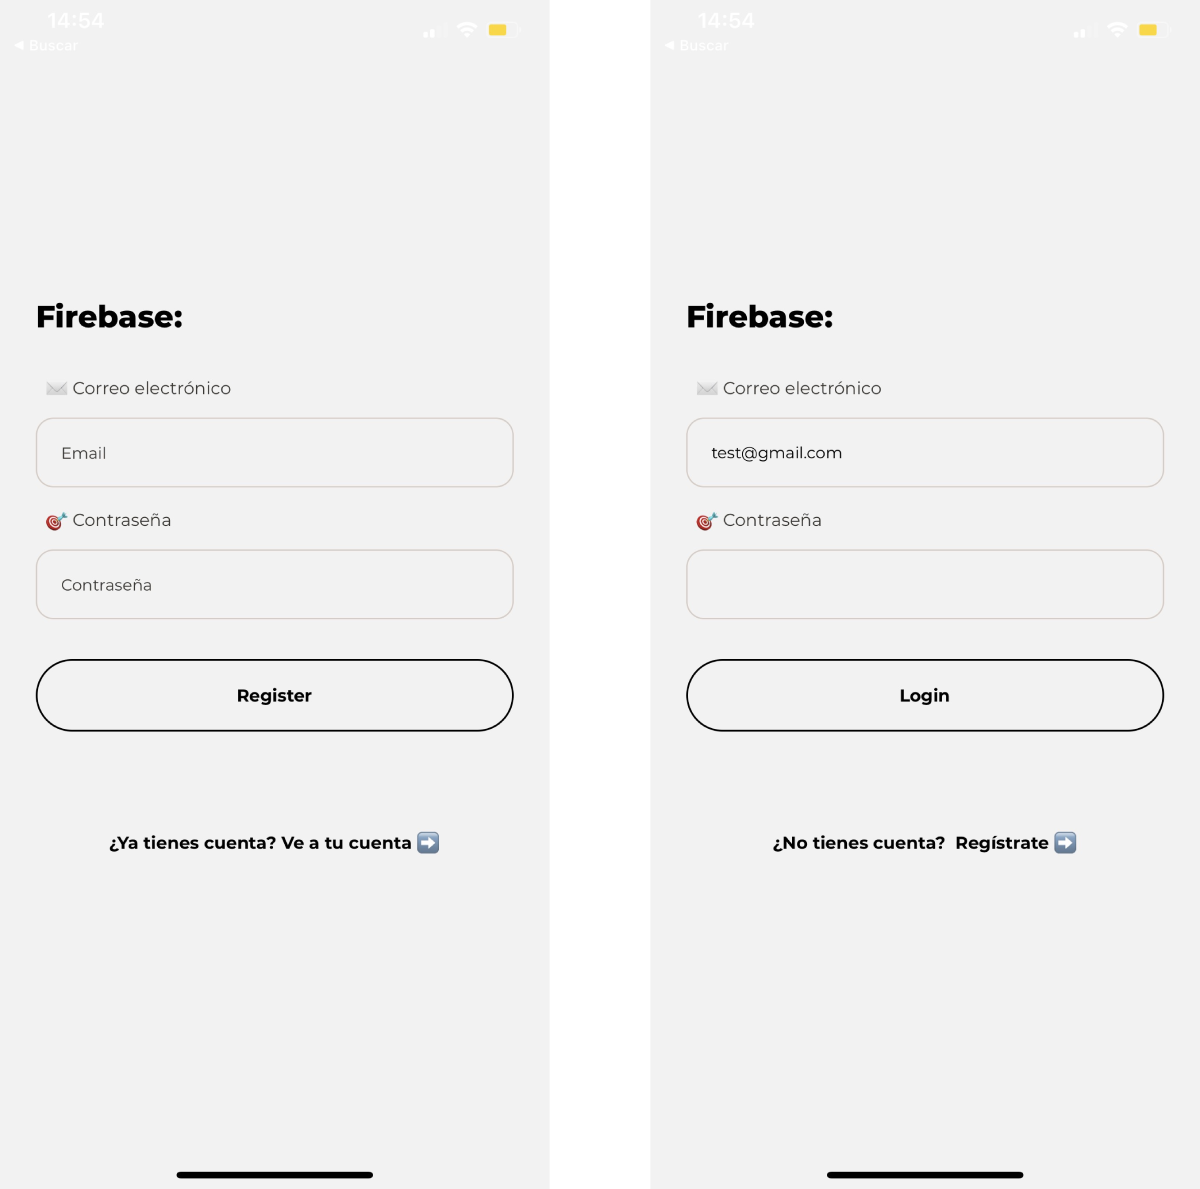 14:54
◀ Buscar
Firebase:
✉️ Correo electrónico
Email
🎯 Contraseña
Contraseña
Register
¿Ya tienes cuenta? Ve a tu cuenta ➡️
14:54
◀ Buscar
Firebase:
✉️ Correo electrónico
test@gmail.com
🎯 Contraseña
Login
¿No tienes cuenta?  Regístrate ➡️